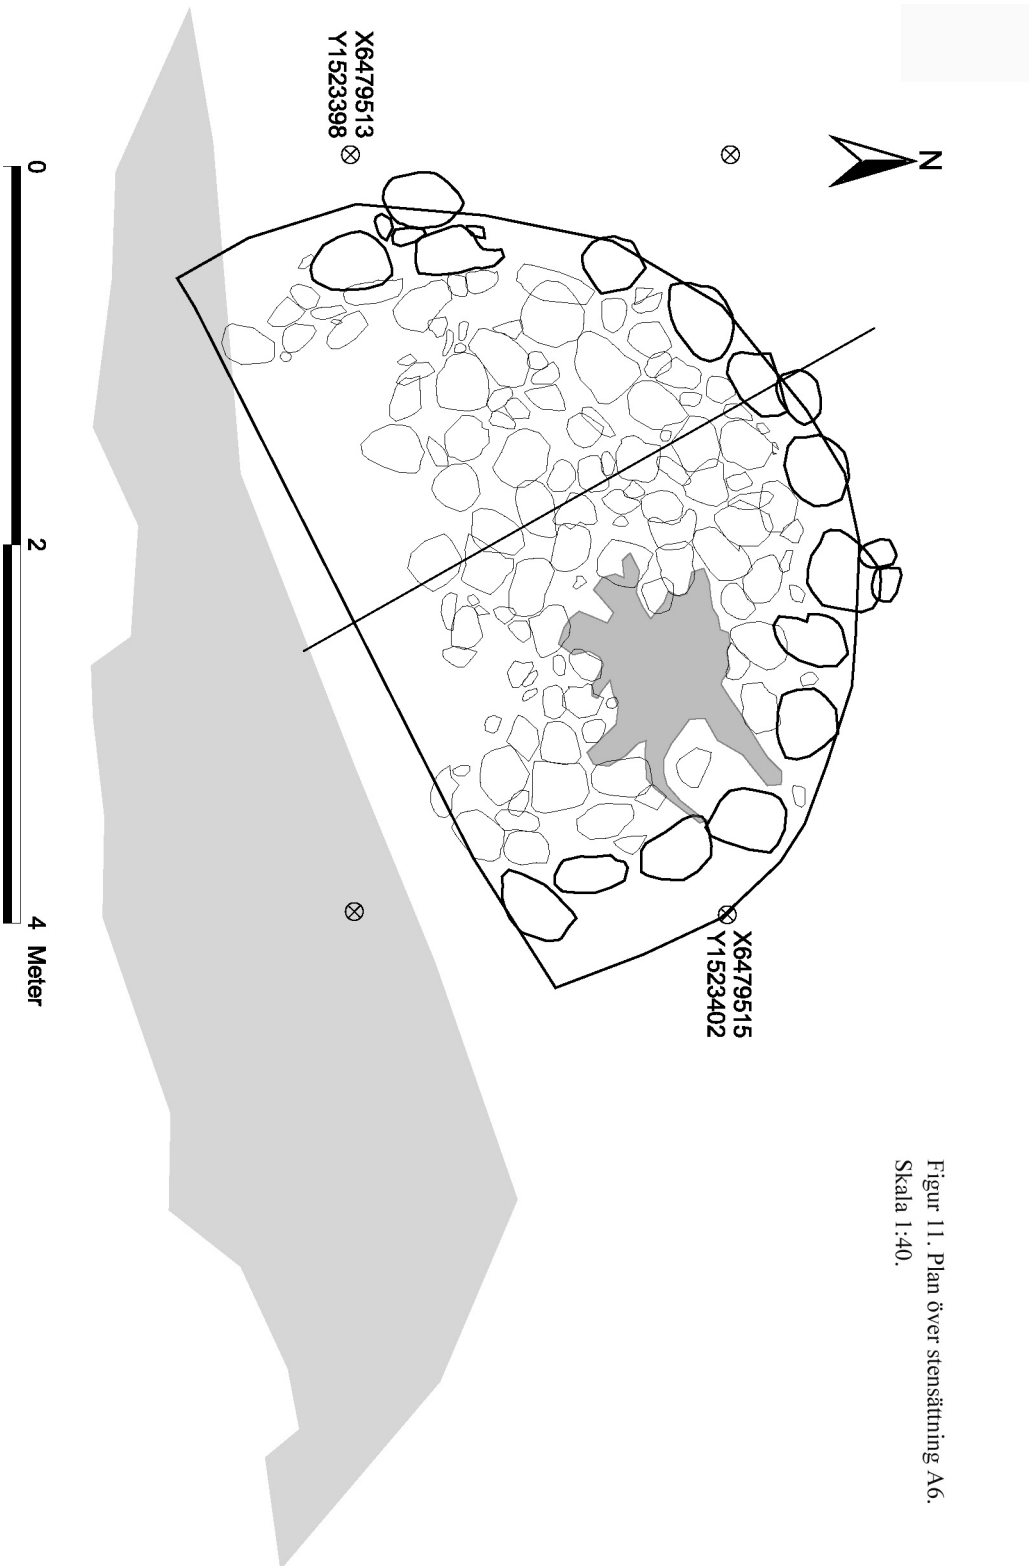 N
X6479513
Y1523398
X6479515
Y1523402
0
2
4 Meter
Figur 11. Plan över stensättning A6.
Skala 1:40.